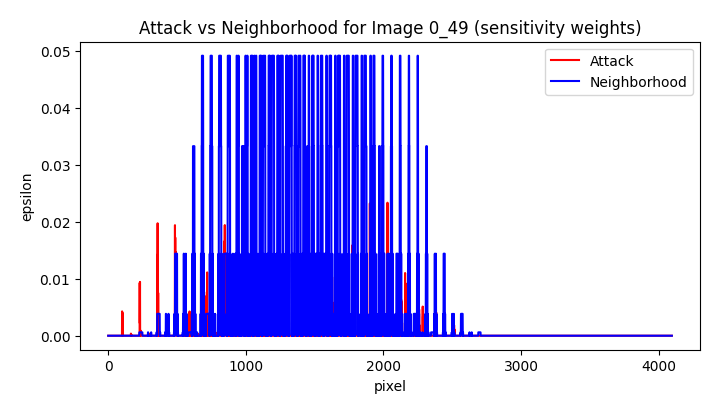 Attack vs Neighborhood for Image 0_49 (sensitivity weights)
Attack
Neighborhood
0.05
0.04
0.03
0.02
0.01
0.00
epsilon
0 1000 2000 3000 4000
pixel